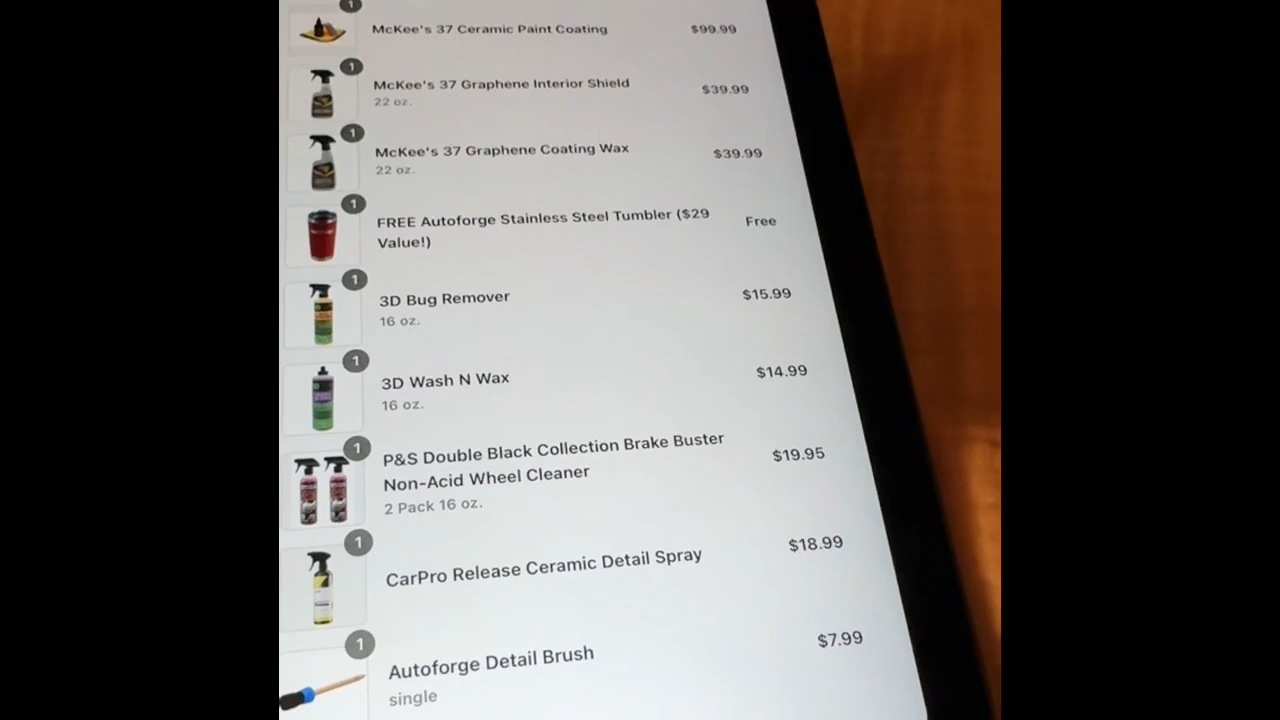 1
McKee's 37 Ceramic Paint Coating $99.99
1
McKee's 37 Graphene Interior Shield $39.99
22 oz.
1
McKee's 37 Graphene Coating Wax $39.99
22 oz.
1
FREE Autoforge Stainless Steel Tumbler ($29 Free
Value!)
1
3D Bug Remover $15.99
16 oz.
1
3D Wash N Wax $14.99
16 oz.
1
P&S Double Black Collection Brake Buster $19.95
Non-Acid Wheel Cleaner
2 Pack 16 oz.
1
CarPro Release Ceramic Detail Spray $18.99
1
Autoforge Detail Brush $7.99
single